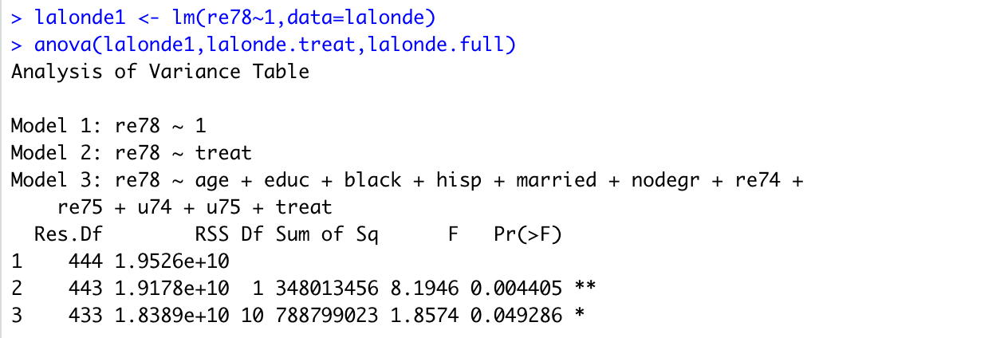 > lalonde1 <- lm(re78~1,data=lalonde)
> anova(lalonde1,lalonde.treat,lalonde.full)
Analysis of Variance Table
Model 1: re78 ~ 1
Model 2: re78 ~ treat
Model 3: re78 ~ age + educ + black + hisp + married + nodegr + re74 +
    re75 + u74 + u75 + treat
  Res.Df        RSS Df Sum of Sq      F   Pr(>F)
1    444 1.9526e+10
2    443 1.9178e+10  1 348013456 8.1946 0.004405 **
3    433 1.8389e+10 10 788799023 1.8574 0.049286 *